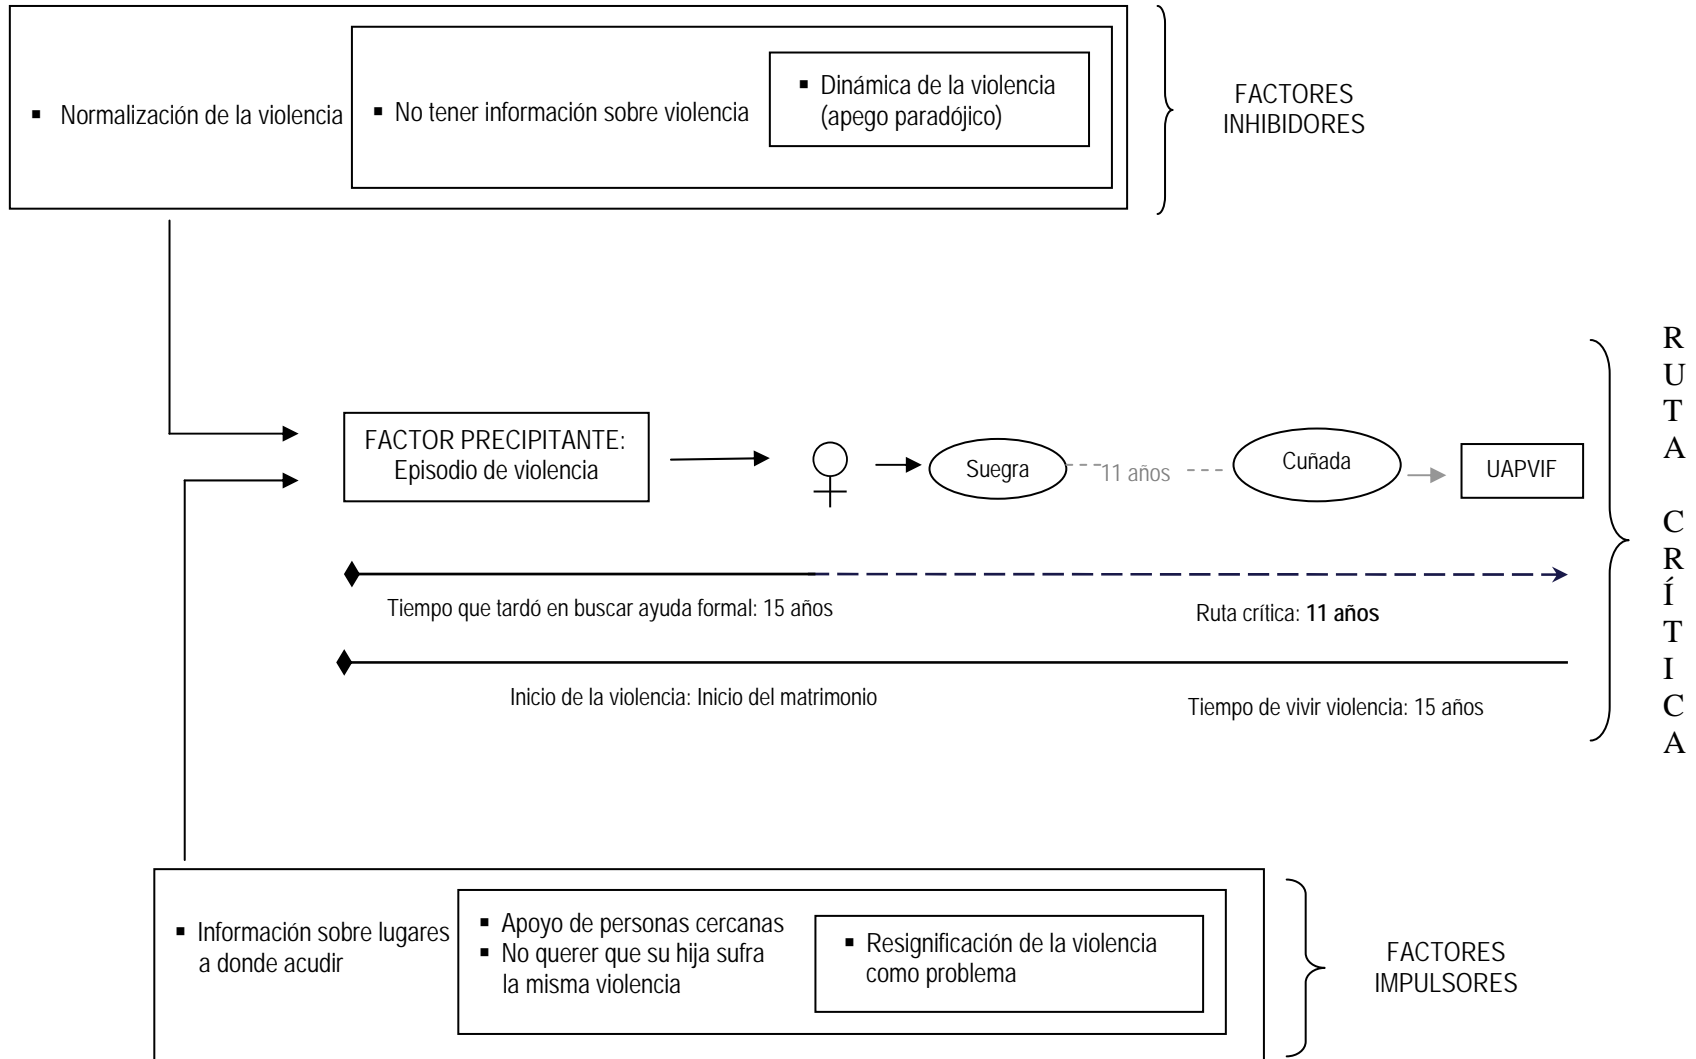 ▪ Normalización de la violencia
▪ No tener información sobre violencia
▪ Dinámica de la violencia
(apego paradójico)
FACTORES
INHIBIDORES
FACTOR PRECIPITANTE:
Episodio de violencia
Suegra
11 años
Cuñada
UAPVIF
Tiempo que tardó en buscar ayuda formal: 15 años
Ruta crítica: 11 años
Inicio de la violencia: Inicio del matrimonio
Tiempo de vivir violencia: 15 años
RUTA CRÍTICA
▪ Información sobre lugares
a donde acudir
▪ Apoyo de personas cercanas
▪ No querer que su hija sufra
la misma violencia
▪ Resignificación de la violencia
como problema
FACTORES
IMPULSORES